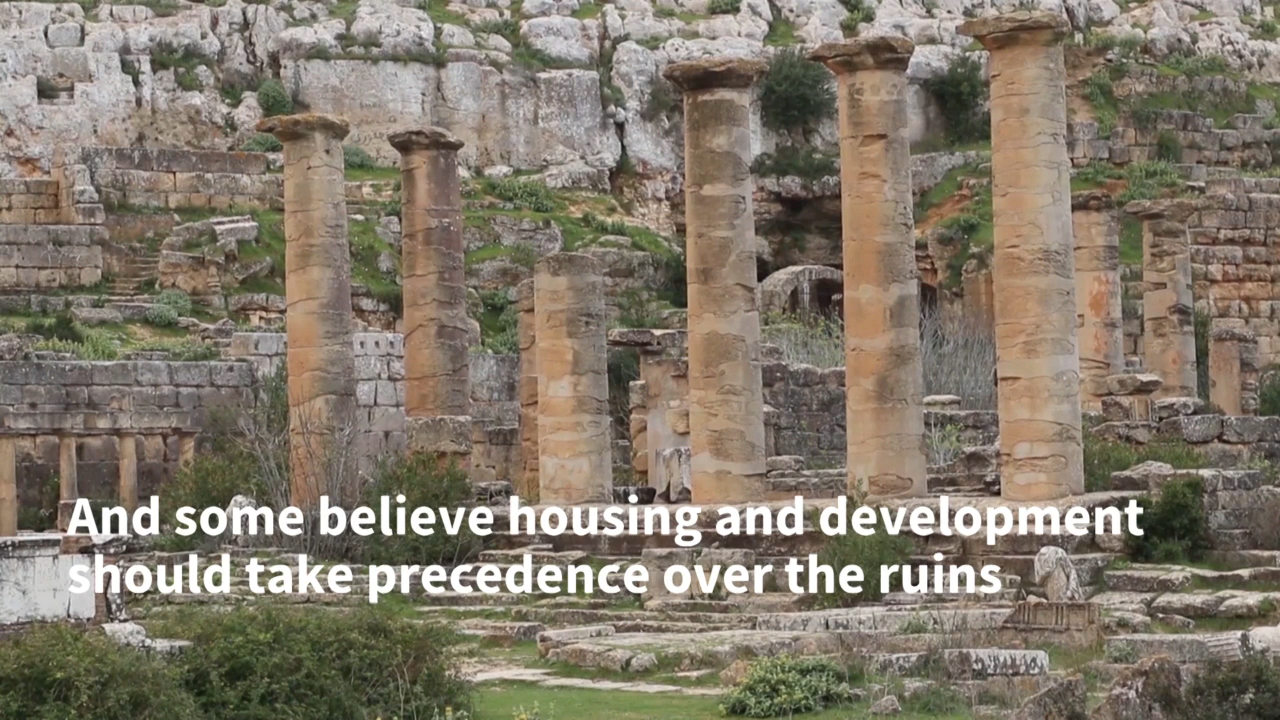 And some believe housing and development
should take precedence over the ruins